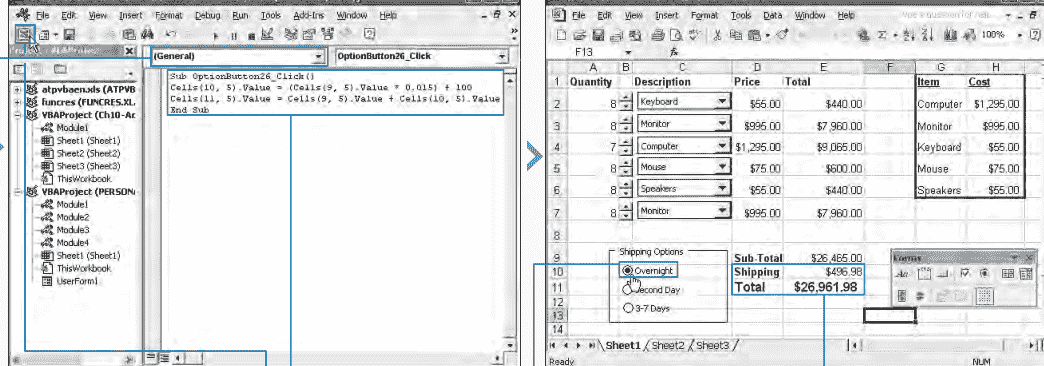 File Edit View Insert Format Debug Run Tools Add-Ins Window Help
(General) OptionButton26_Click
Sub OptionButton26_Click()
Cells(10, 5).Value = (Cells(9, 5).Value * 0.015) + 100
Cells(11, 5).Value = Cells(9, 5).Value + Cells(10, 5).Value
End Sub
atpvbaen.xls (ATPVB
funcres (FUNCRES.XL
VBAProject (Ch10-Ac
Module1
Sheet1 (Sheet1)
Sheet2 (Sheet2)
Sheet3 (Sheet3)
ThisWorkbook
VBAProject (PERSON
Module1
Module2
Module3
Module4
Sheet1 (Sheet1)
ThisWorkbook
UserForm1
File Edit View Insert Format Tools Data Window Help
100%
F13 fx
A B C D E F G H
1 Quantity Description Price Total Item Cost
2 8 Keyboard $55.00 $440.00 Computer $1,295.00
3 8 Monitor $995.00 $7,960.00 Monitor $995.00
4 7 Computer $1,295.00 $9,065.00 Keyboard $55.00
5 8 Mouse $75.00 $600.00 Mouse $75.00
6 8 Speakers $55.00 $440.00 Speakers $55.00
7 8 Monitor $995.00 $7,960.00
8
Shipping Options
9 Sub-Total $26,465.00
10 Overnight Shipping $496.98
11 Second Day Total $26,961.98
12
13 3-7 Days
14
Forms
Sheet1 Sheet2 Sheet3
Ready NUM